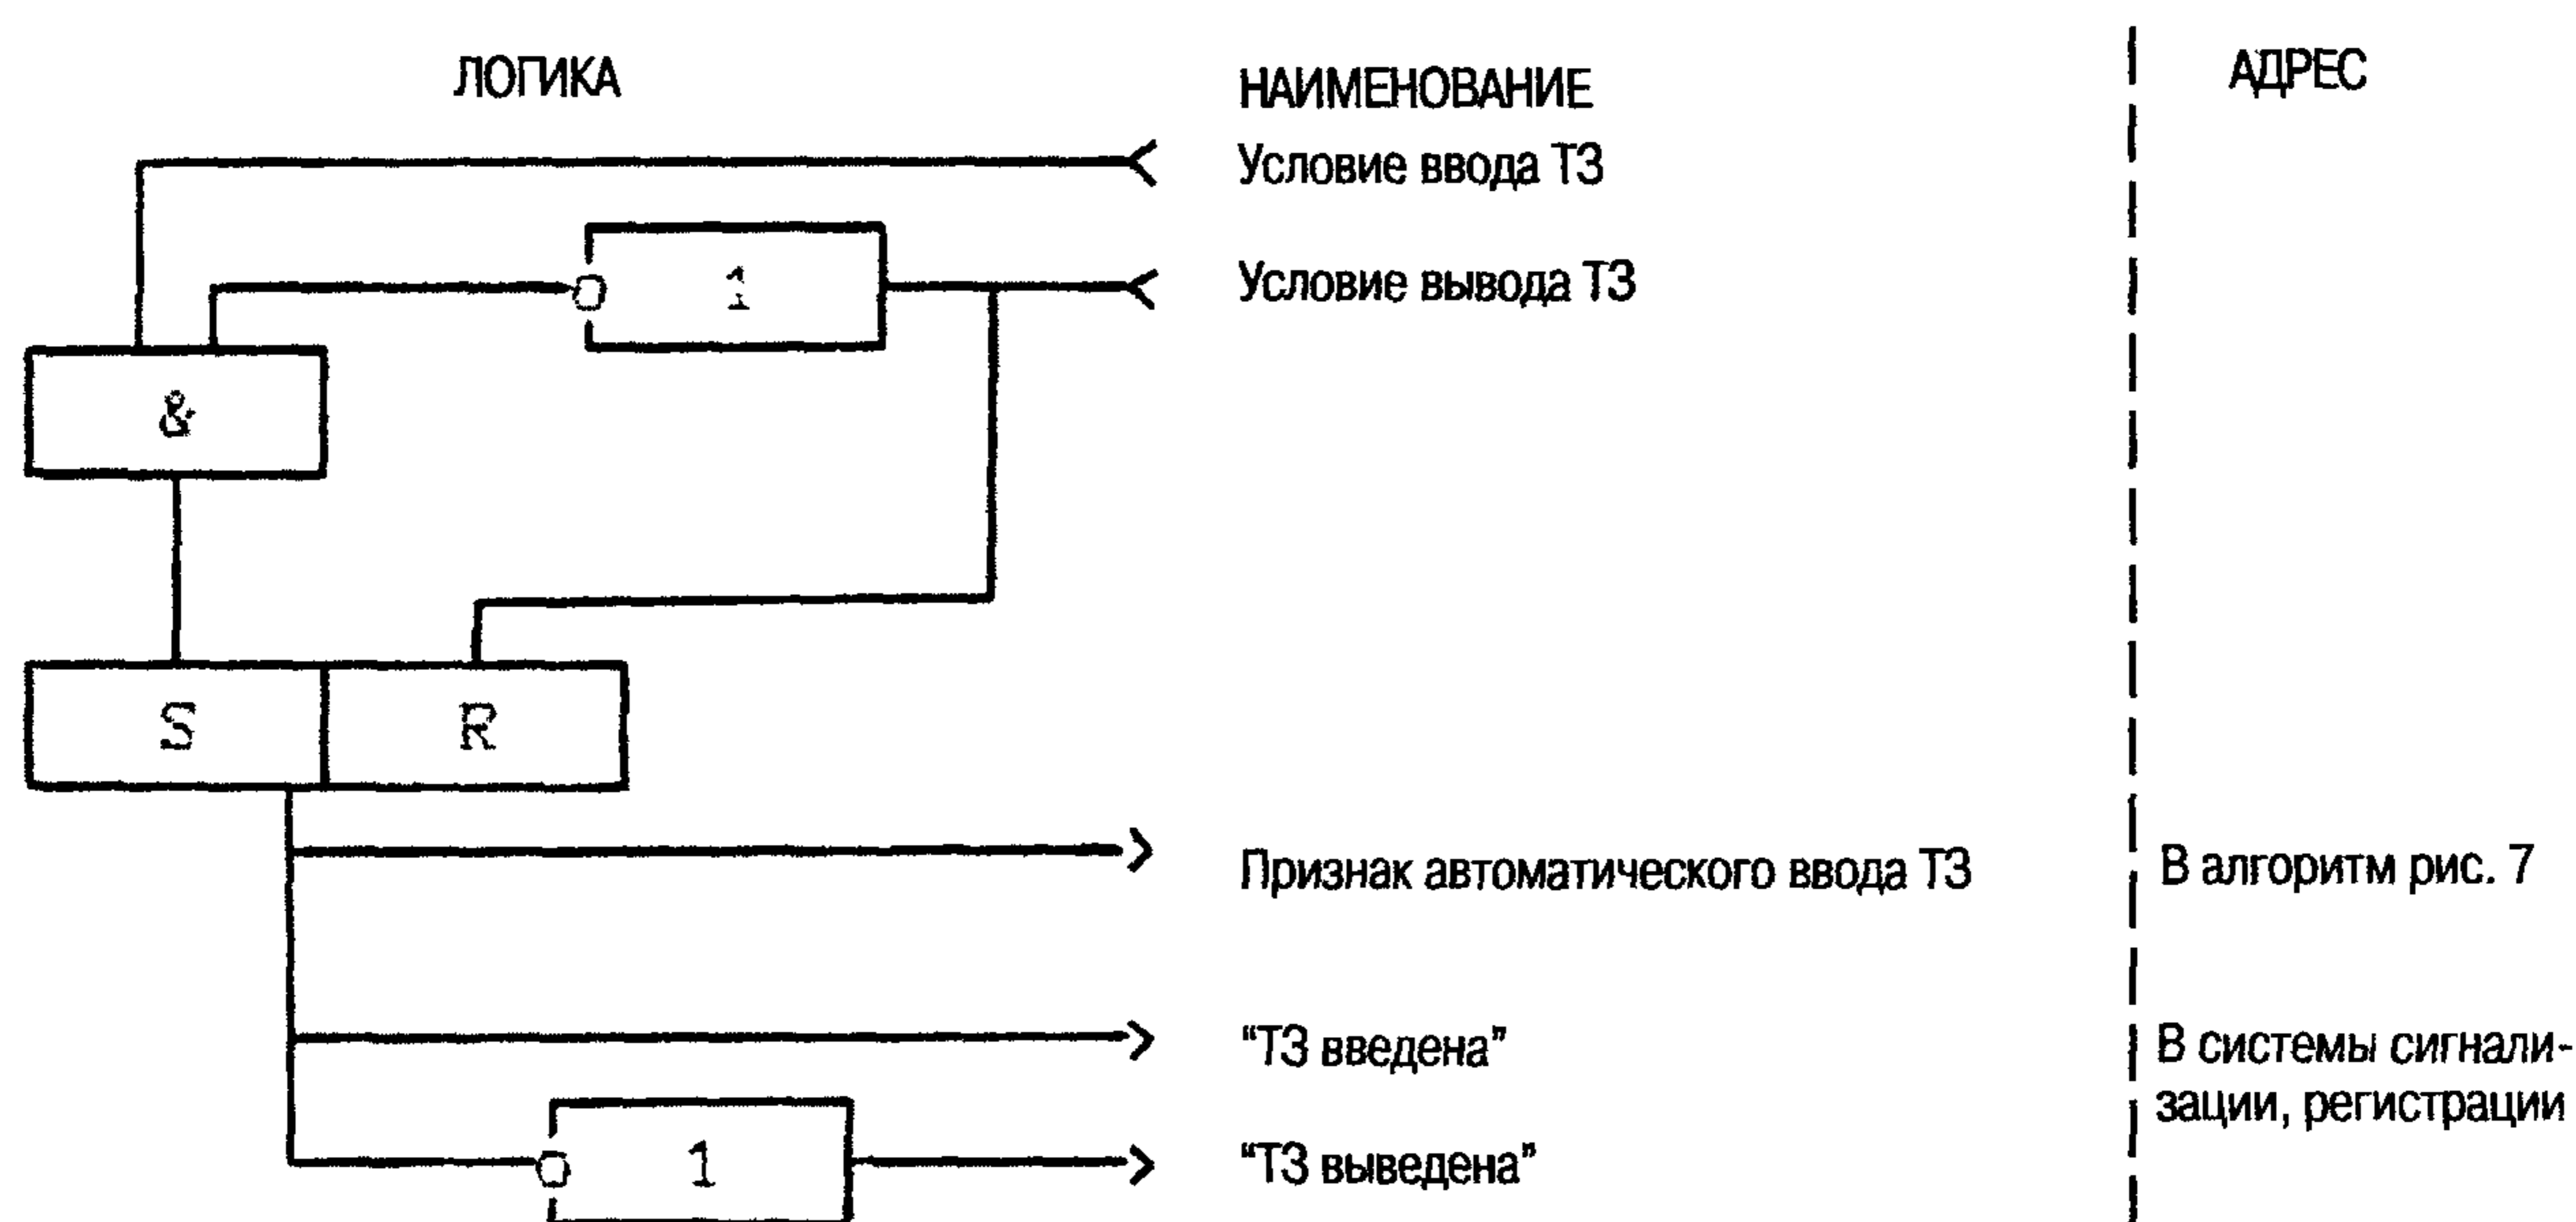 ЛОГИКА
НАИМЕНОВАНИЕ
АДРЕС
Условие ввода ТЗ
1
Условие вывода ТЗ
&
S
R
Признак автоматического ввода ТЗ
В алгоритм рис. 7
“ТЗ введена”
В системы сигнали-
зации, регистрации
1
“ТЗ выведена”